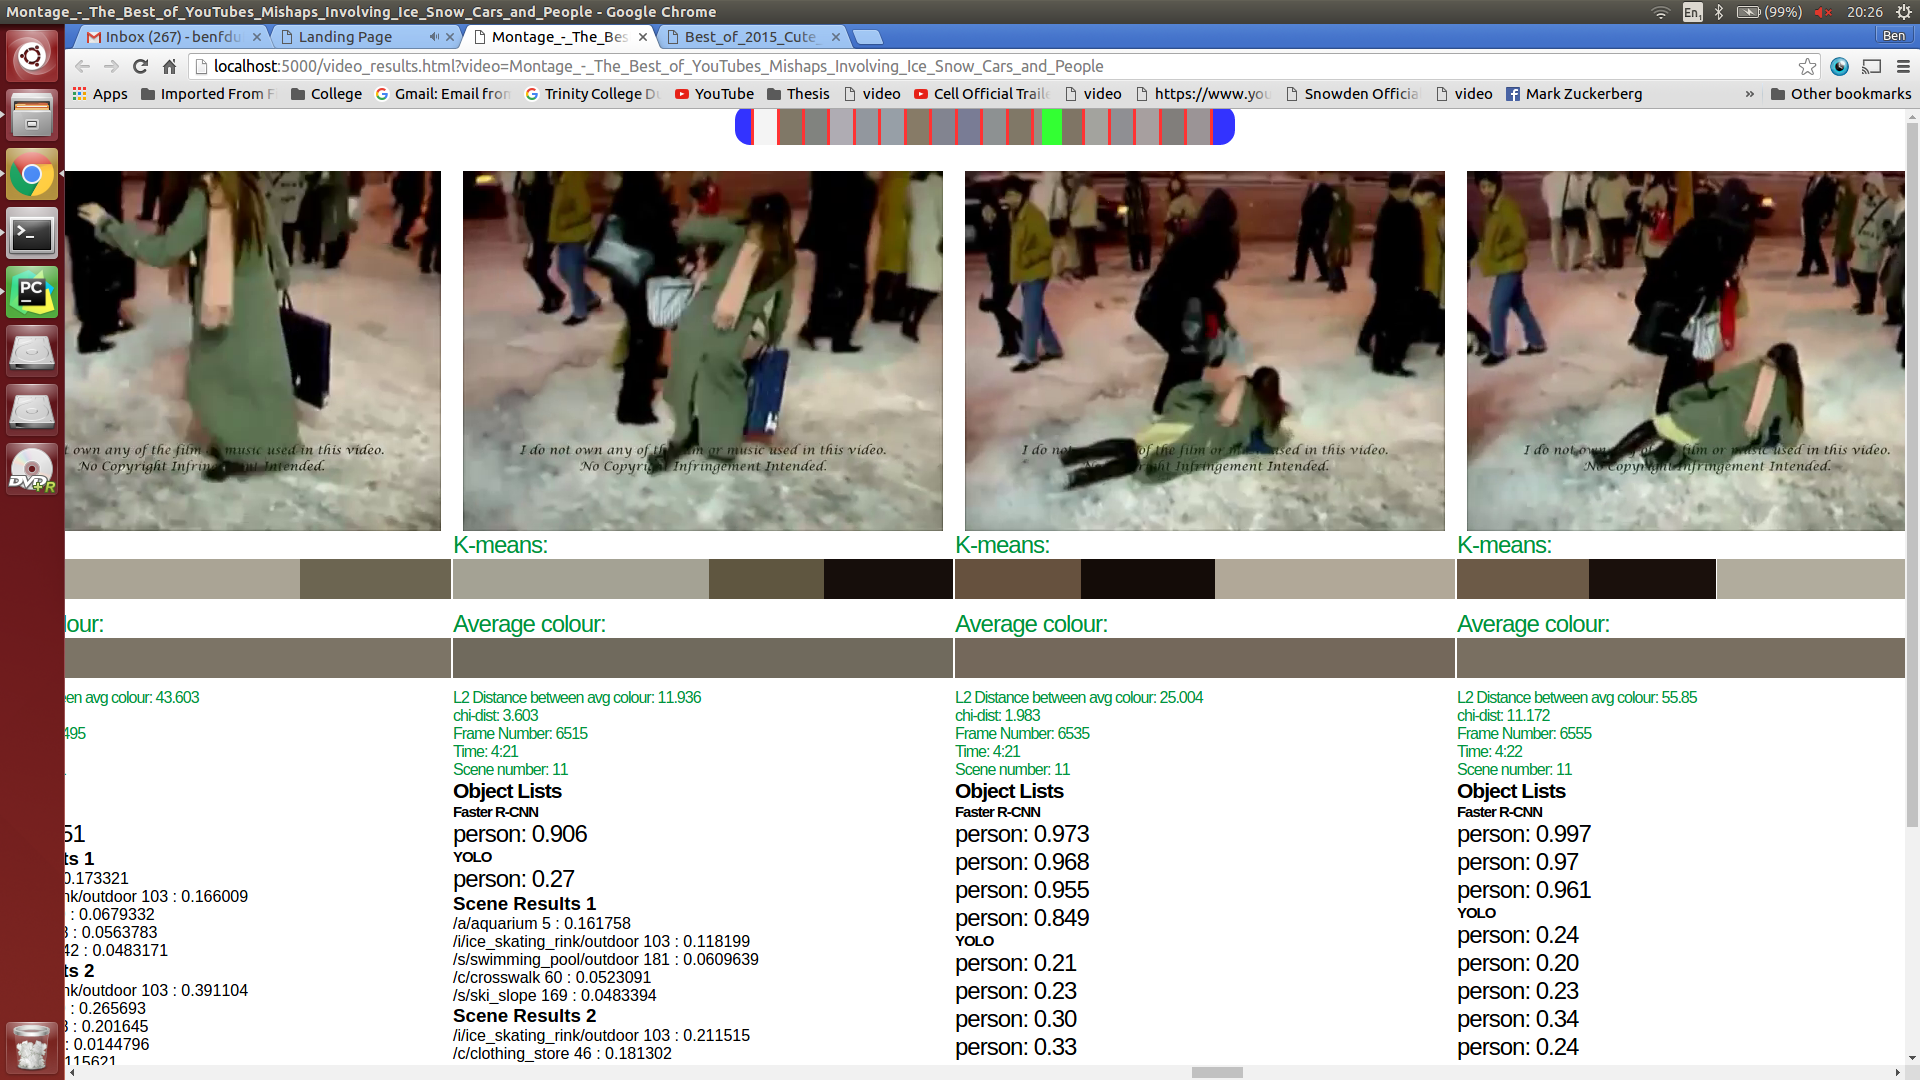 Montage_-_The_Best_of_YouTubes_Mishaps_Involving_Ice_Snow_Cars_and_People - Google Chrome
En1 (99%) 20:26
Inbox (267) - benfdu
Landing Page
Montage_-_The_Bes
Best_of_2015_Cute_
Ben
localhost:5000/video_results.html?video=Montage_-_The_Best_of_YouTubes_Mishaps_Involving_Ice_Snow_Cars_and_People
Apps Imported From F College Gmail: Email from Trinity College Du YouTube Thesis video Cell Official Traile video https://www.you Snowden Official video Mark Zuckerberg » Other bookmarks
t own any of the film or music used in this video.
No Copyright Infringement Intended.
I do not own any of the film or music used in this video.
No Copyright Infringement Intended.
I do not own any of the film or music used in this video.
No Copyright Infringement Intended.
I do not own any of the film or music used in this video.
No Copyright Infringement Intended.
PC
DVD+R
lour:
en avg colour: 43.603
495
51
ts 1
0.173321
nk/outdoor 103 : 0.166009
: 0.0679332
3 : 0.0563783
42 : 0.0483171
ts 2
nk/outdoor 103 : 0.391104
: 0.265693
3 : 0.201645
: 0.0144796
115621
K-means:
Average colour:
L2 Distance between avg colour: 11.936
chi-dist: 3.603
Frame Number: 6515
Time: 4:21
Scene number: 11
Object Lists
Faster R-CNN
person: 0.906
YOLO
person: 0.27
Scene Results 1
/a/aquarium 5 : 0.161758
/i/ice_skating_rink/outdoor 103 : 0.118199
/s/swimming_pool/outdoor 181 : 0.0609639
/c/crosswalk 60 : 0.0523091
/s/ski_slope 169 : 0.0483394
Scene Results 2
/i/ice_skating_rink/outdoor 103 : 0.211515
/c/clothing_store 46 : 0.181302
K-means:
Average colour:
L2 Distance between avg colour: 25.004
chi-dist: 1.983
Frame Number: 6535
Time: 4:21
Scene number: 11
Object Lists
Faster R-CNN
person: 0.973
person: 0.968
person: 0.955
person: 0.849
YOLO
person: 0.21
person: 0.23
person: 0.30
person: 0.33
K-means:
Average colour:
L2 Distance between avg colour: 55.85
chi-dist: 11.172
Frame Number: 6555
Time: 4:22
Scene number: 11
Object Lists
Faster R-CNN
person: 0.997
person: 0.97
person: 0.961
YOLO
person: 0.24
person: 0.20
person: 0.23
person: 0.34
person: 0.24